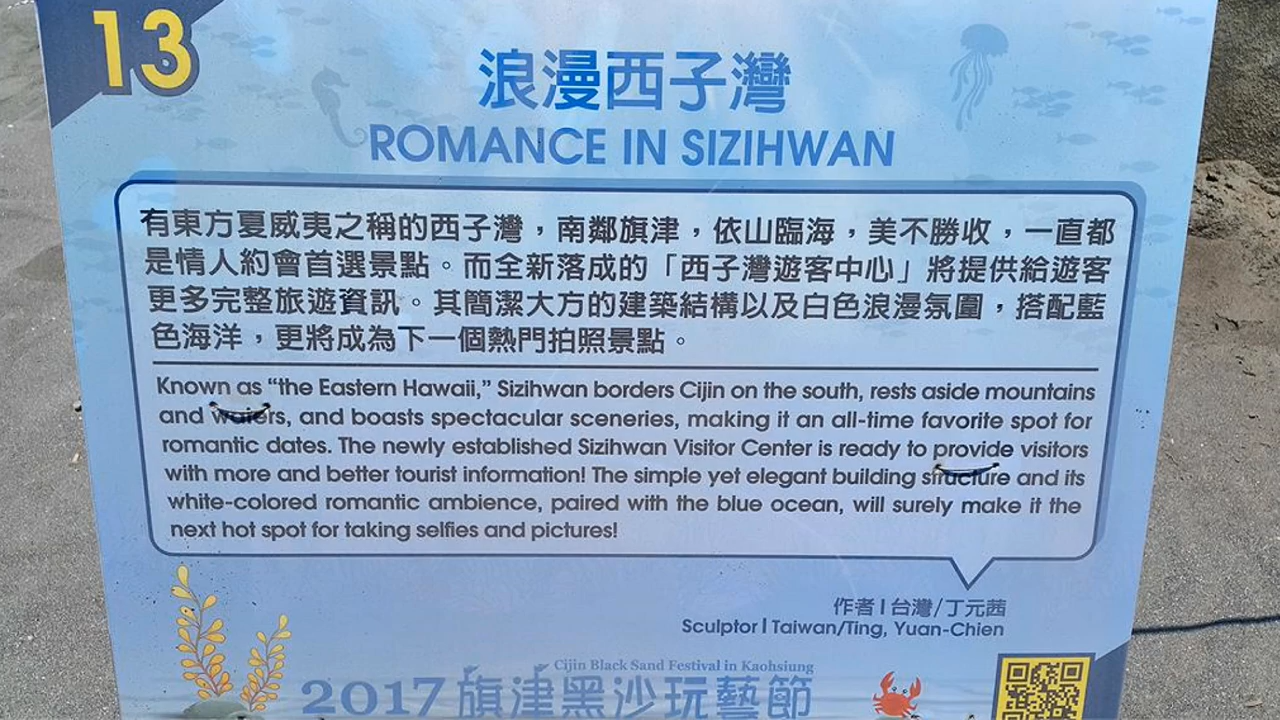 13
浪漫西子灣
ROMANCE IN SIZIHWAN
有東方夏威夷之稱的西子灣，南鄰旗津，依山臨海，美不勝收，一直都
是情人約會首選景點。而全新落成的「西子灣遊客中心」將提供給遊客
更多完整旅遊資訊。其簡潔大方的建築結構以及白色浪漫氛圍，搭配藍
色海洋，更將成為下一個熱門拍照景點。
Known as “the Eastern Hawaii,” Sizihwan borders Cijin on the south, rests aside mountains
and waters, and boasts spectacular sceneries, making it an all-time favorite spot for
romantic dates. The newly established Sizihwan Visitor Center is ready to provide visitors
with more and better tourist information! The simple yet elegant building structure and its
white-colored romantic ambience, paired with the blue ocean, will surely make it the
next hot spot for taking selfies and pictures!
作者 | 台灣/丁元茜
Sculptor | Taiwan/Ting, Yuan-Chien
Cijin Black Sand Festival in Kaohsiung
2017 旗津黑沙玩藝節